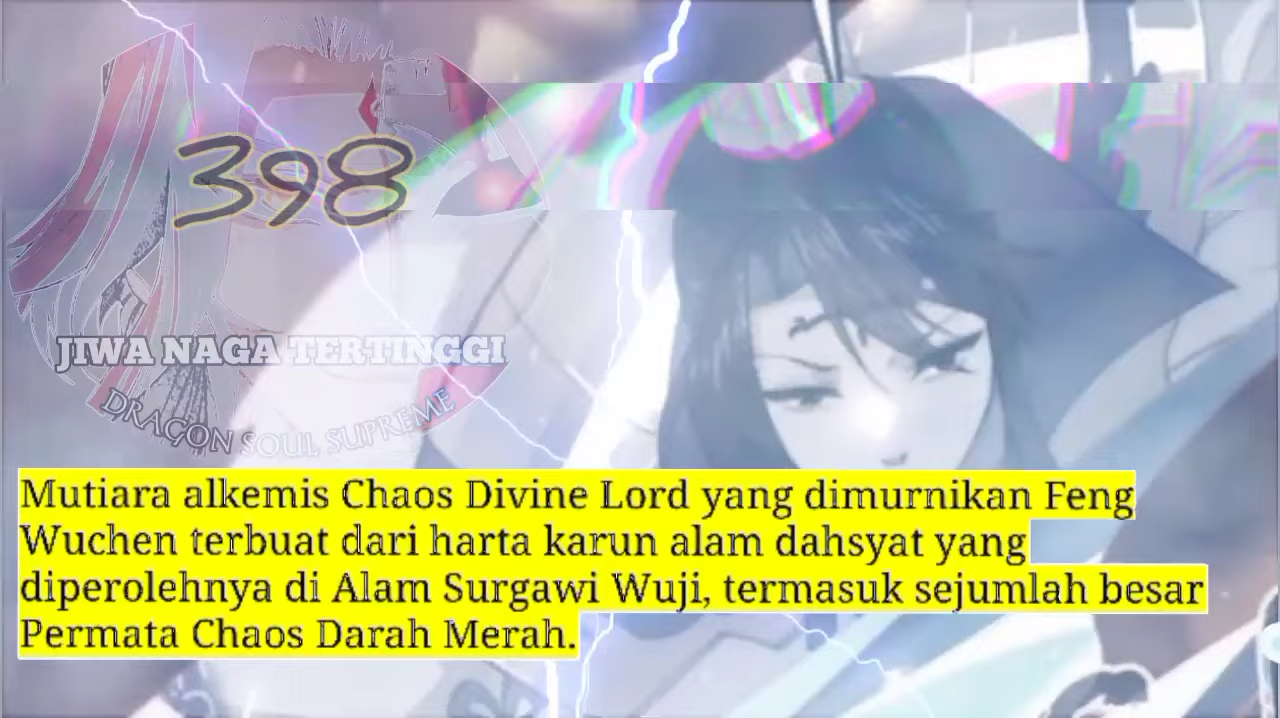 398
JIWA NAGA TERTINGGI
DRAGON SOUL SUPREME
Mutiara alkemis Chaos Divine Lord yang dimurnikan Feng
Wuchen terbuat dari harta karun alam dahsyat yang
diperolehnya di Alam Surgawi Wuji, termasuk sejumlah besar
Permata Chaos Darah Merah.